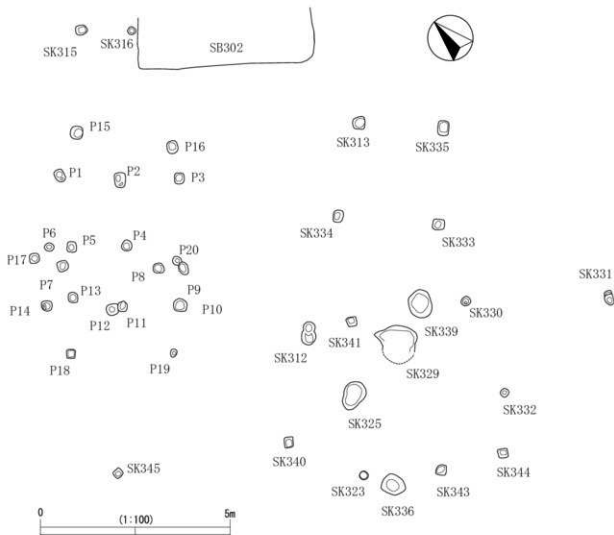 SK315
SK316
SB302
P15
P16
SK313
SK335
P1
P2
P3
SK334
SK333
P6
P5
P4
P20
P17
P8
SK331
P7
P9
P13
SK330
P14
P12
P11
P10
SK341
SK339
SK312
SK329
P18
P19
SK332
SK325
SK340
SK344
SK345
SK323
SK343
SK336
0
(1:100)
5m